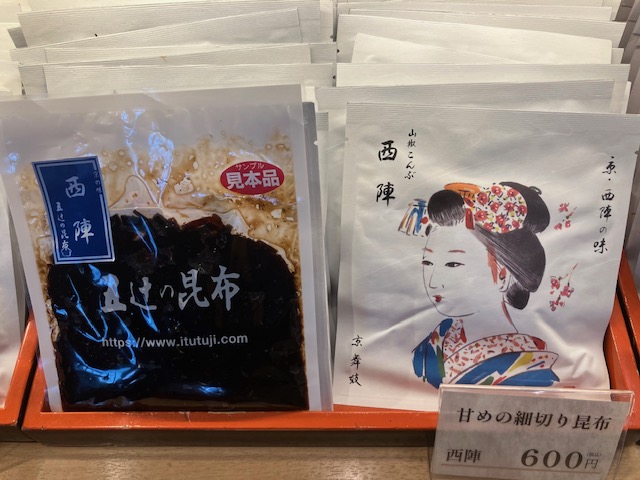 西陣
五辻の昆布
サンプル
見本品
五辻の昆布
https://www.itutuji.com
山椒こんぶ
西陣
京・西陣の味
京舞妓
甘めの細切り昆布
西陣 600円
(税込)